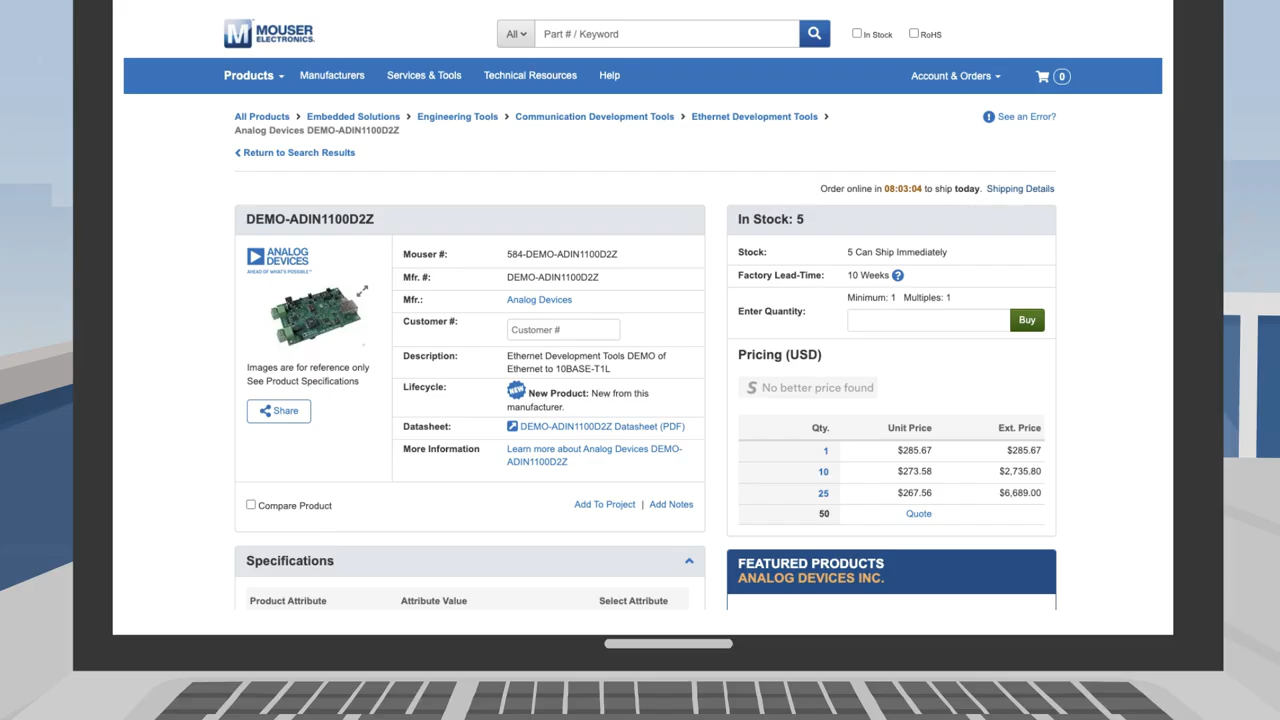 M MOUSER
ELECTRONICS.
All
Part # / Keyword
In Stock
RoHS
Products
Manufacturers
Services & Tools
Technical Resources
Help
Account & Orders
0
All Products > Embedded Solutions > Engineering Tools > Communication Development Tools > Ethernet Development Tools >
Analog Devices DEMO-ADIN1100D2Z
See an Error?
Return to Search Results
Order online in 08:03:04 to ship today. Shipping Details
DEMO-ADIN1100D2Z
ANALOG
DEVICES
AHEAD OF WHAT'S POSSIBLE™
Images are for reference only
See Product Specifications
Share
Mouser #: 584-DEMO-ADIN1100D2Z
Mfr. #: DEMO-ADIN1100D2Z
Mfr.: Analog Devices
Customer #: Customer #
Description: Ethernet Development Tools DEMO of
Ethernet to 10BASE-T1L
Lifecycle: NEW New Product: New from this
manufacturer.
Datasheet: DEMO-ADIN1100D2Z Datasheet (PDF)
More Information Learn more about Analog Devices DEMO-
ADIN1100D2Z
Compare Product
Add To Project | Add Notes
Specifications
Product Attribute Attribute Value Select Attribute
In Stock: 5
Stock: 5 Can Ship Immediately
Factory Lead-Time: 10 Weeks ?
Minimum: 1 Multiples: 1
Enter Quantity:
Buy
Pricing (USD)
S No better price found
Qty. Unit Price Ext. Price
1 $285.67 $285.67
10 $273.58 $2,735.80
25 $267.56 $6,689.00
50 Quote
FEATURED PRODUCTS
ANALOG DEVICES INC.